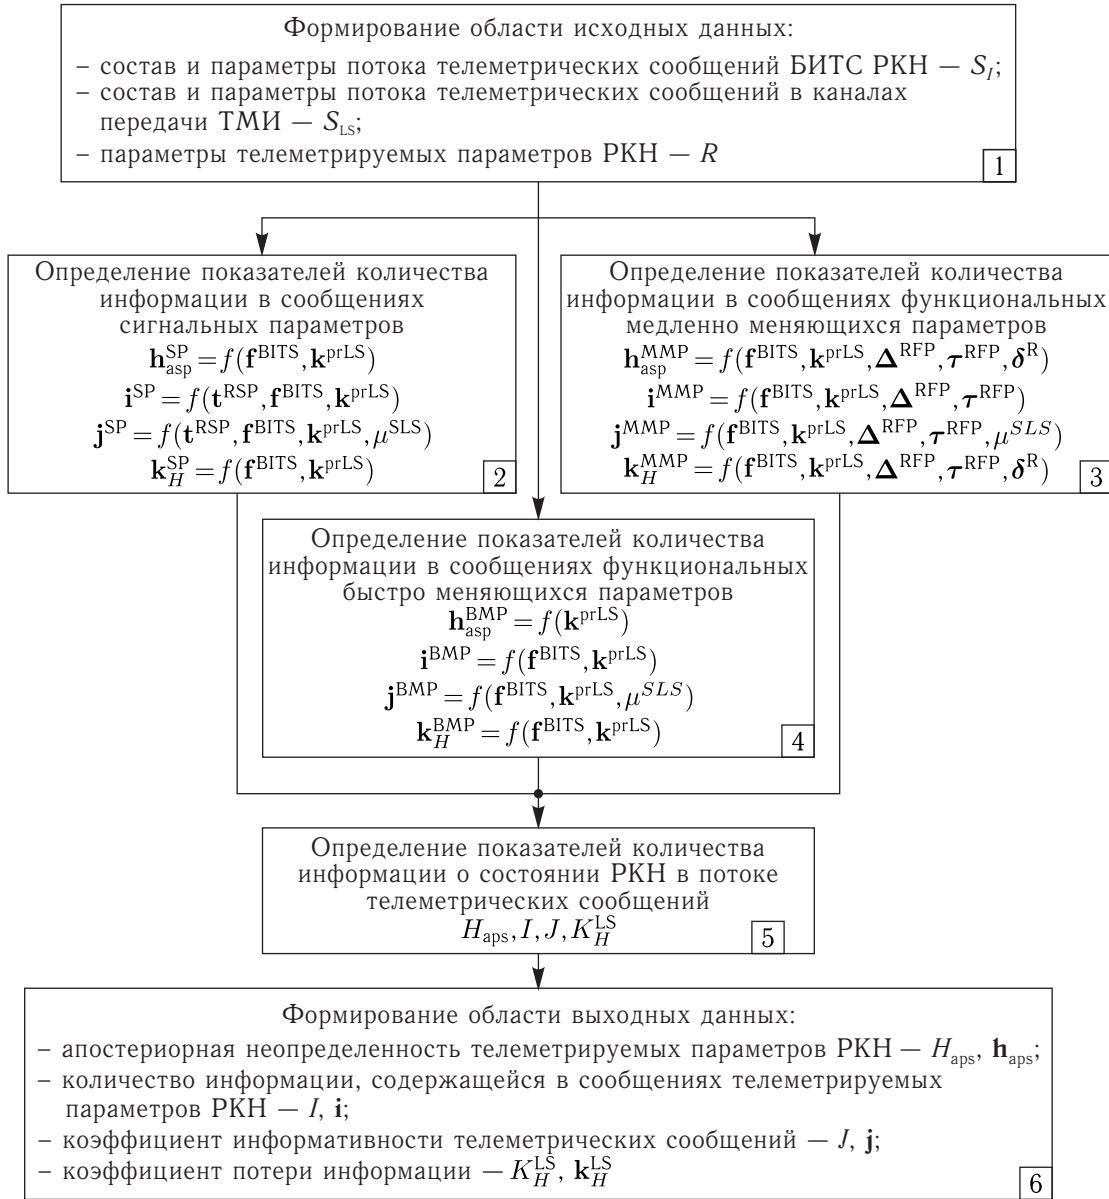 Формирование области исходных данных:
– состав и параметры потока телеметрических сообщений БИТС РКН — S_I;
– состав и параметры потока телеметрических сообщений в каналах
передачи ТМИ — S_LS;
– параметры телеметрируемых параметров РКН — R
1
Определение показателей количества
информации в сообщениях
сигнальных параметров
h_asp^SP = f(f^BITS, k^prLS)
i^SP = f(t^RSP, f^BITS, k^prLS)
j^SP = f(t^RSP, f^BITS, k^prLS, μ^SLS)
k_H^SP = f(f^BITS, k^prLS)
2
Определение показателей количества
информации в сообщениях функциональных
медленно меняющихся параметров
h_asp^MMP = f(f^BITS, k^prLS, Δ^RFP, τ^RFP, δ^R)
i^MMP = f(f^BITS, k^prLS, Δ^RFP, τ^RFP)
j^MMP = f(f^BITS, k^prLS, Δ^RFP, τ^RFP, μ^SLS)
k_H^MMP = f(f^BITS, k^prLS, Δ^RFP, τ^RFP, δ^R)
3
Определение показателей количества
информации в сообщениях функциональных
быстро меняющихся параметров
h_asp^BMP = f(k^prLS)
i^BMP = f(f^BITS, k^prLS)
j^BMP = f(f^BITS, k^prLS, μ^SLS)
k_H^BMP = f(f^BITS, k^prLS)
4
Определение показателей количества
информации о состоянии РКН в потоке
телеметрических сообщений
H_aps, I, J, K_H^LS
5
Формирование области выходных данных:
– апостериорная неопределенность телеметрируемых параметров РКН — H_aps, h_aps;
– количество информации, содержащейся в сообщениях телеметрируемых
параметров РКН — I, i;
– коэффициент информативности телеметрических сообщений — J, j;
– коэффициент потери информации — K_H^LS, k_H^LS
6